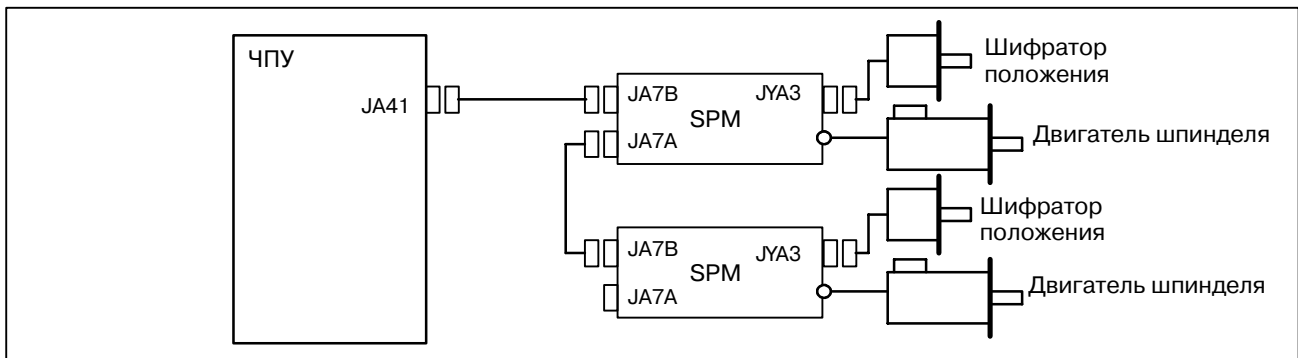 ЧПУ
JA41
JA7B
JYA3
SPM
JA7A
Шифратор
положения
Двигатель шпинделя
JA7B
JYA3
SPM
JA7A
Шифратор
положения
Двигатель шпинделя